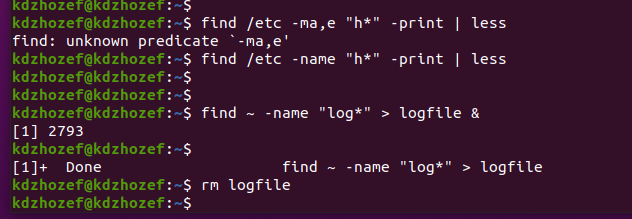 kdzhozef@kdzhozef:~$
kdzhozef@kdzhozef:~$ find /etc -ma,e "h*" -print | less
find: unknown predicate `-ma,e'
kdzhozef@kdzhozef:~$ find /etc -name "h*" -print | less
kdzhozef@kdzhozef:~$
kdzhozef@kdzhozef:~$
kdzhozef@kdzhozef:~$ find ~ -name "log*" > logfile &
[1] 2793
kdzhozef@kdzhozef:~$
[1]+  Done                    find ~ -name "log*" > logfile
kdzhozef@kdzhozef:~$ rm logfile
kdzhozef@kdzhozef:~$